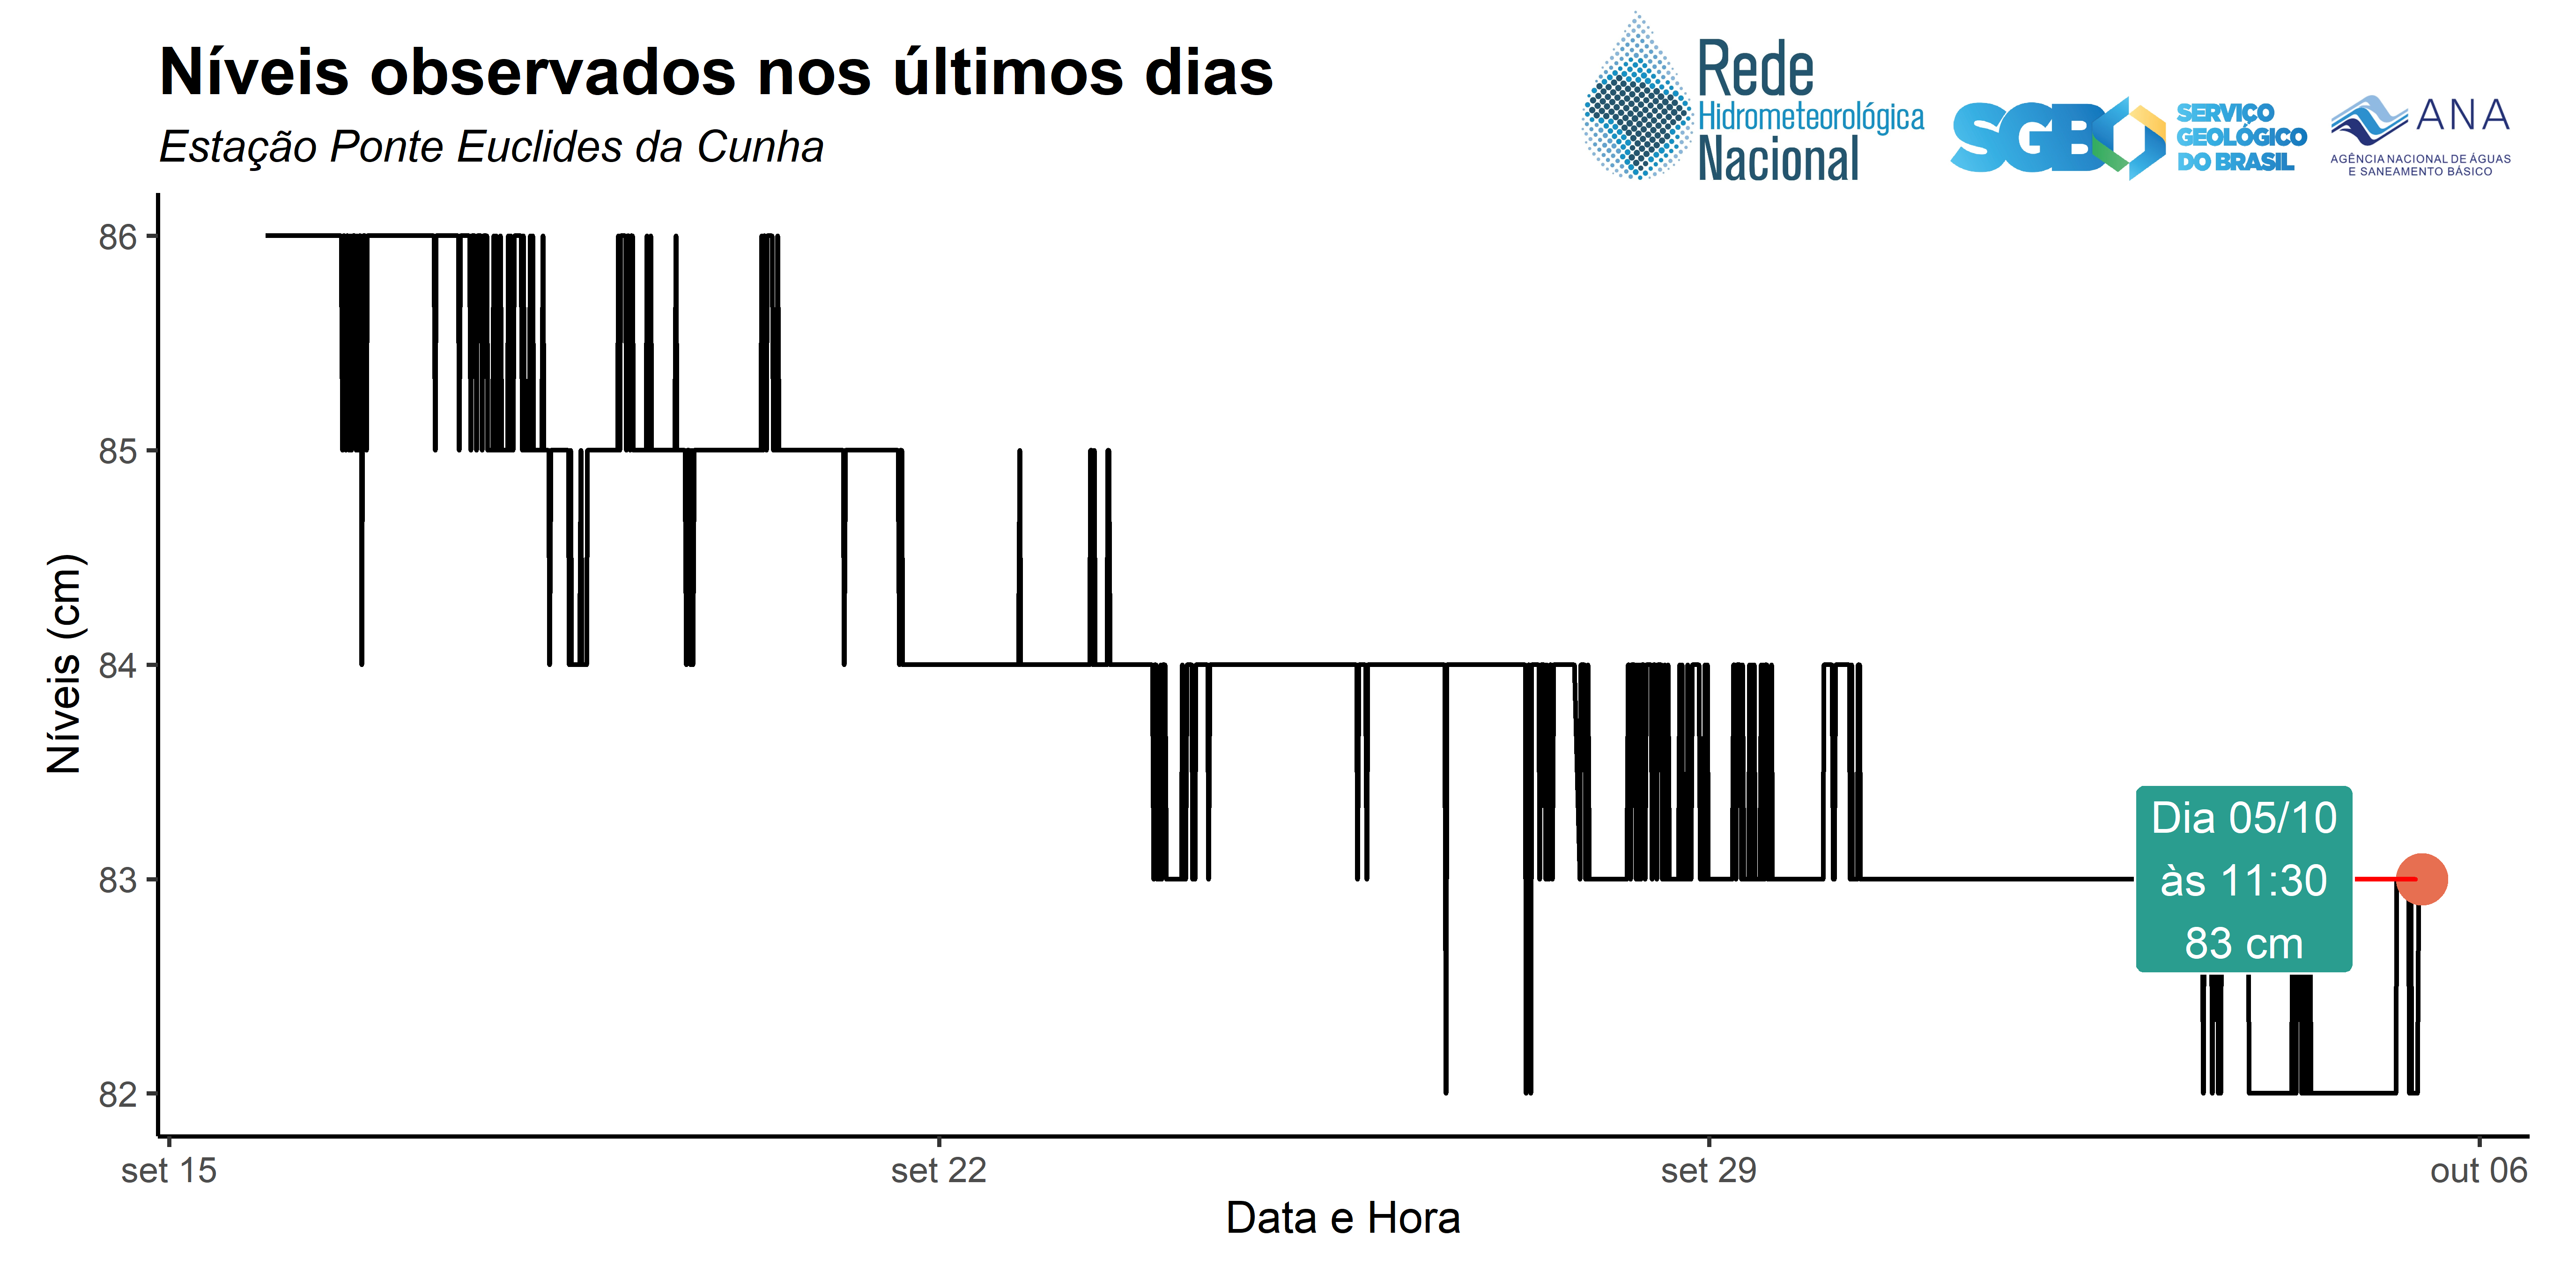 Níveis observados nos últimos dias
Estação Ponte Euclides da Cunha
Rede
Hidrometeorológica
Nacional
SGB
SERVIÇO
GEOLÓGICO
DO BRASIL
ANA
AGÊNCIA NACIONAL DE ÁGUAS
E SANEAMENTO BÁSICO
Níveis (cm)
86
85
84
83
82
Dia 05/10
às 11:30
83 cm
set 15
set 22
set 29
out 06
Data e Hora